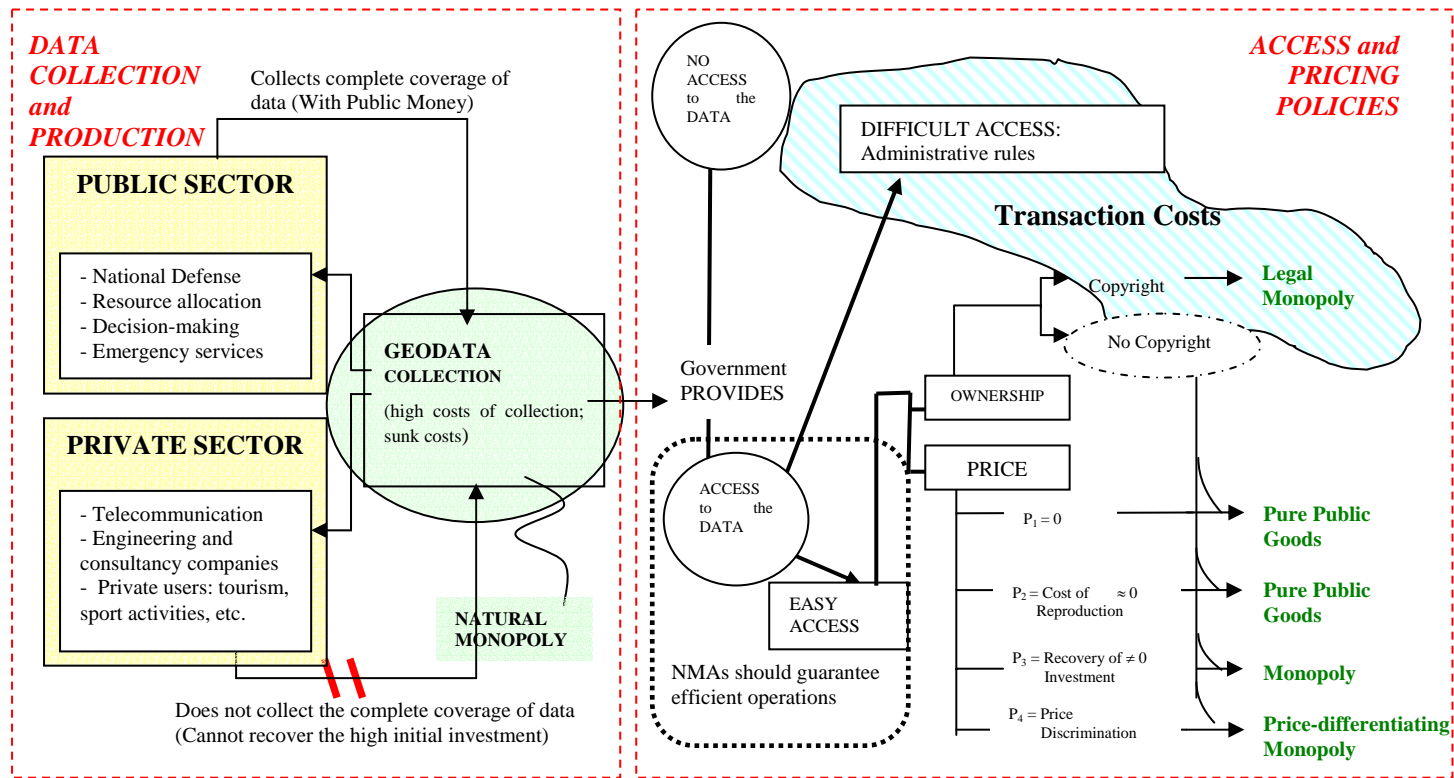 DATA
COLLECTION
and
PRODUCTION
Collects complete coverage of
data (With Public Money)
PUBLIC SECTOR
- National Defense
- Resource allocation
- Decision-making
- Emergency services
GEODATA
COLLECTION
(high costs of collection;
sunk costs)
PRIVATE SECTOR
- Telecommunication
- Engineering and
consultancy companies
- Private users: tourism,
sport activities, etc.
NATURAL
MONOPOLY
Does not collect the complete coverage of data
(Cannot recover the high initial investment)
ACCESS and
PRICING
POLICIES
NO
ACCESS
to the
DATA
DIFFICULT ACCESS:
Administrative rules
Transaction Costs
Copyright
Legal
Monopoly
No Copyright
Government
PROVIDES
OWNERSHIP
PRICE
ACCESS
to the
DATA
EASY
ACCESS
NMAs should guarantee
efficient operations
P₁ = 0
Pure Public
Goods
P₂ = Cost of ≈ 0
Reproduction
Pure Public
Goods
P₃ = Recovery of ≠ 0
Investment
Monopoly
P₄ = Price
Discrimination
Price-differentiating
Monopoly